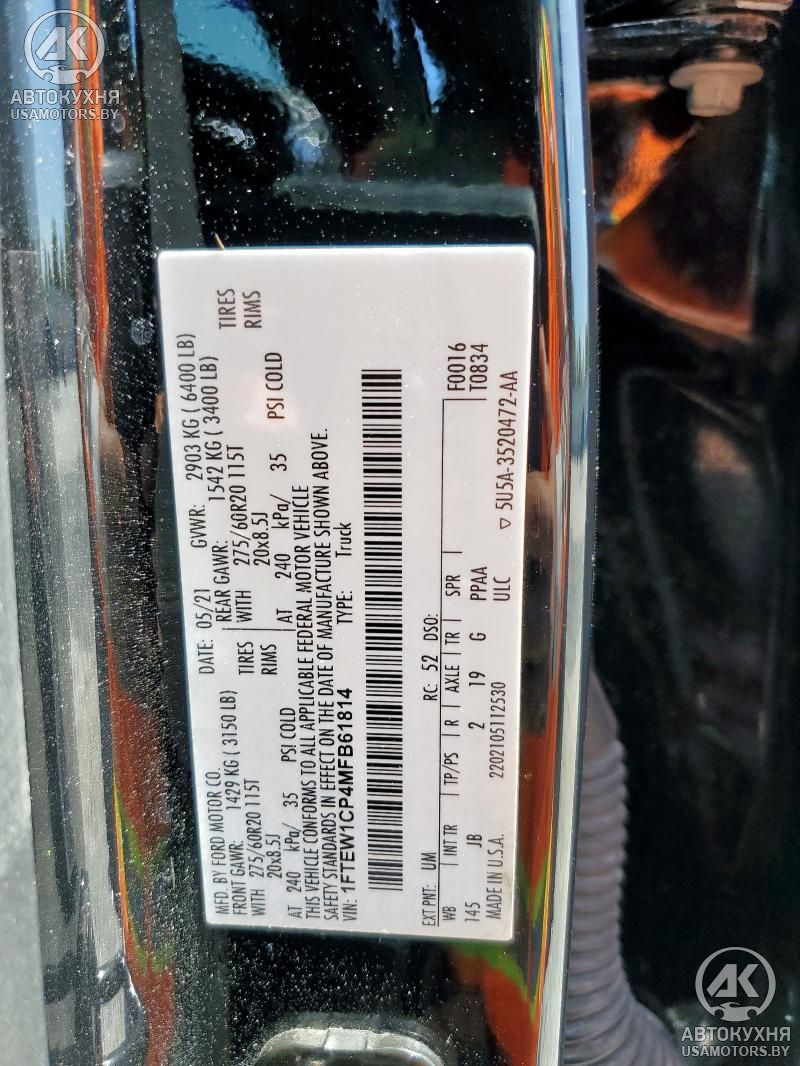 AK
АВТОКУХНЯ
USAMOTORS.BY
MFD. BY FORD MOTOR CO. DATE: 05/21 GVWR: 2903 KG ( 6400 LB)
FRONT GAWR: 1429 KG ( 3150 LB) REAR GAWR: 1542 KG ( 3400 LB)
WITH 275/60R20 115T TIRES WITH 275/60R20 115T TIRES
20x8.5J RIMS 20x8.5J RIMS
AT 240 kPa/ 35 PSI COLD AT 240 kPa/ 35 PSI COLD
THIS VEHICLE CONFORMS TO ALL APPLICABLE FEDERAL MOTOR VEHICLE
SAFETY STANDARDS IN EFFECT ON THE DATE OF MANUFACTURE SHOWN ABOVE.
VIN: 1FTEW1CP4MFB61814 TYPE: Truck
EXT PNT: UM RC: 52 DSO: F0016
WB INT TR TP/PS R AXLE TR SPR T0834
145 JB 2 19 G PPAA
MADE IN U.S.A. 2202105112530 ULC ▽ 5U5A-3520472-AA
AK
АВТОКУХНЯ
USAMOTORS.BY